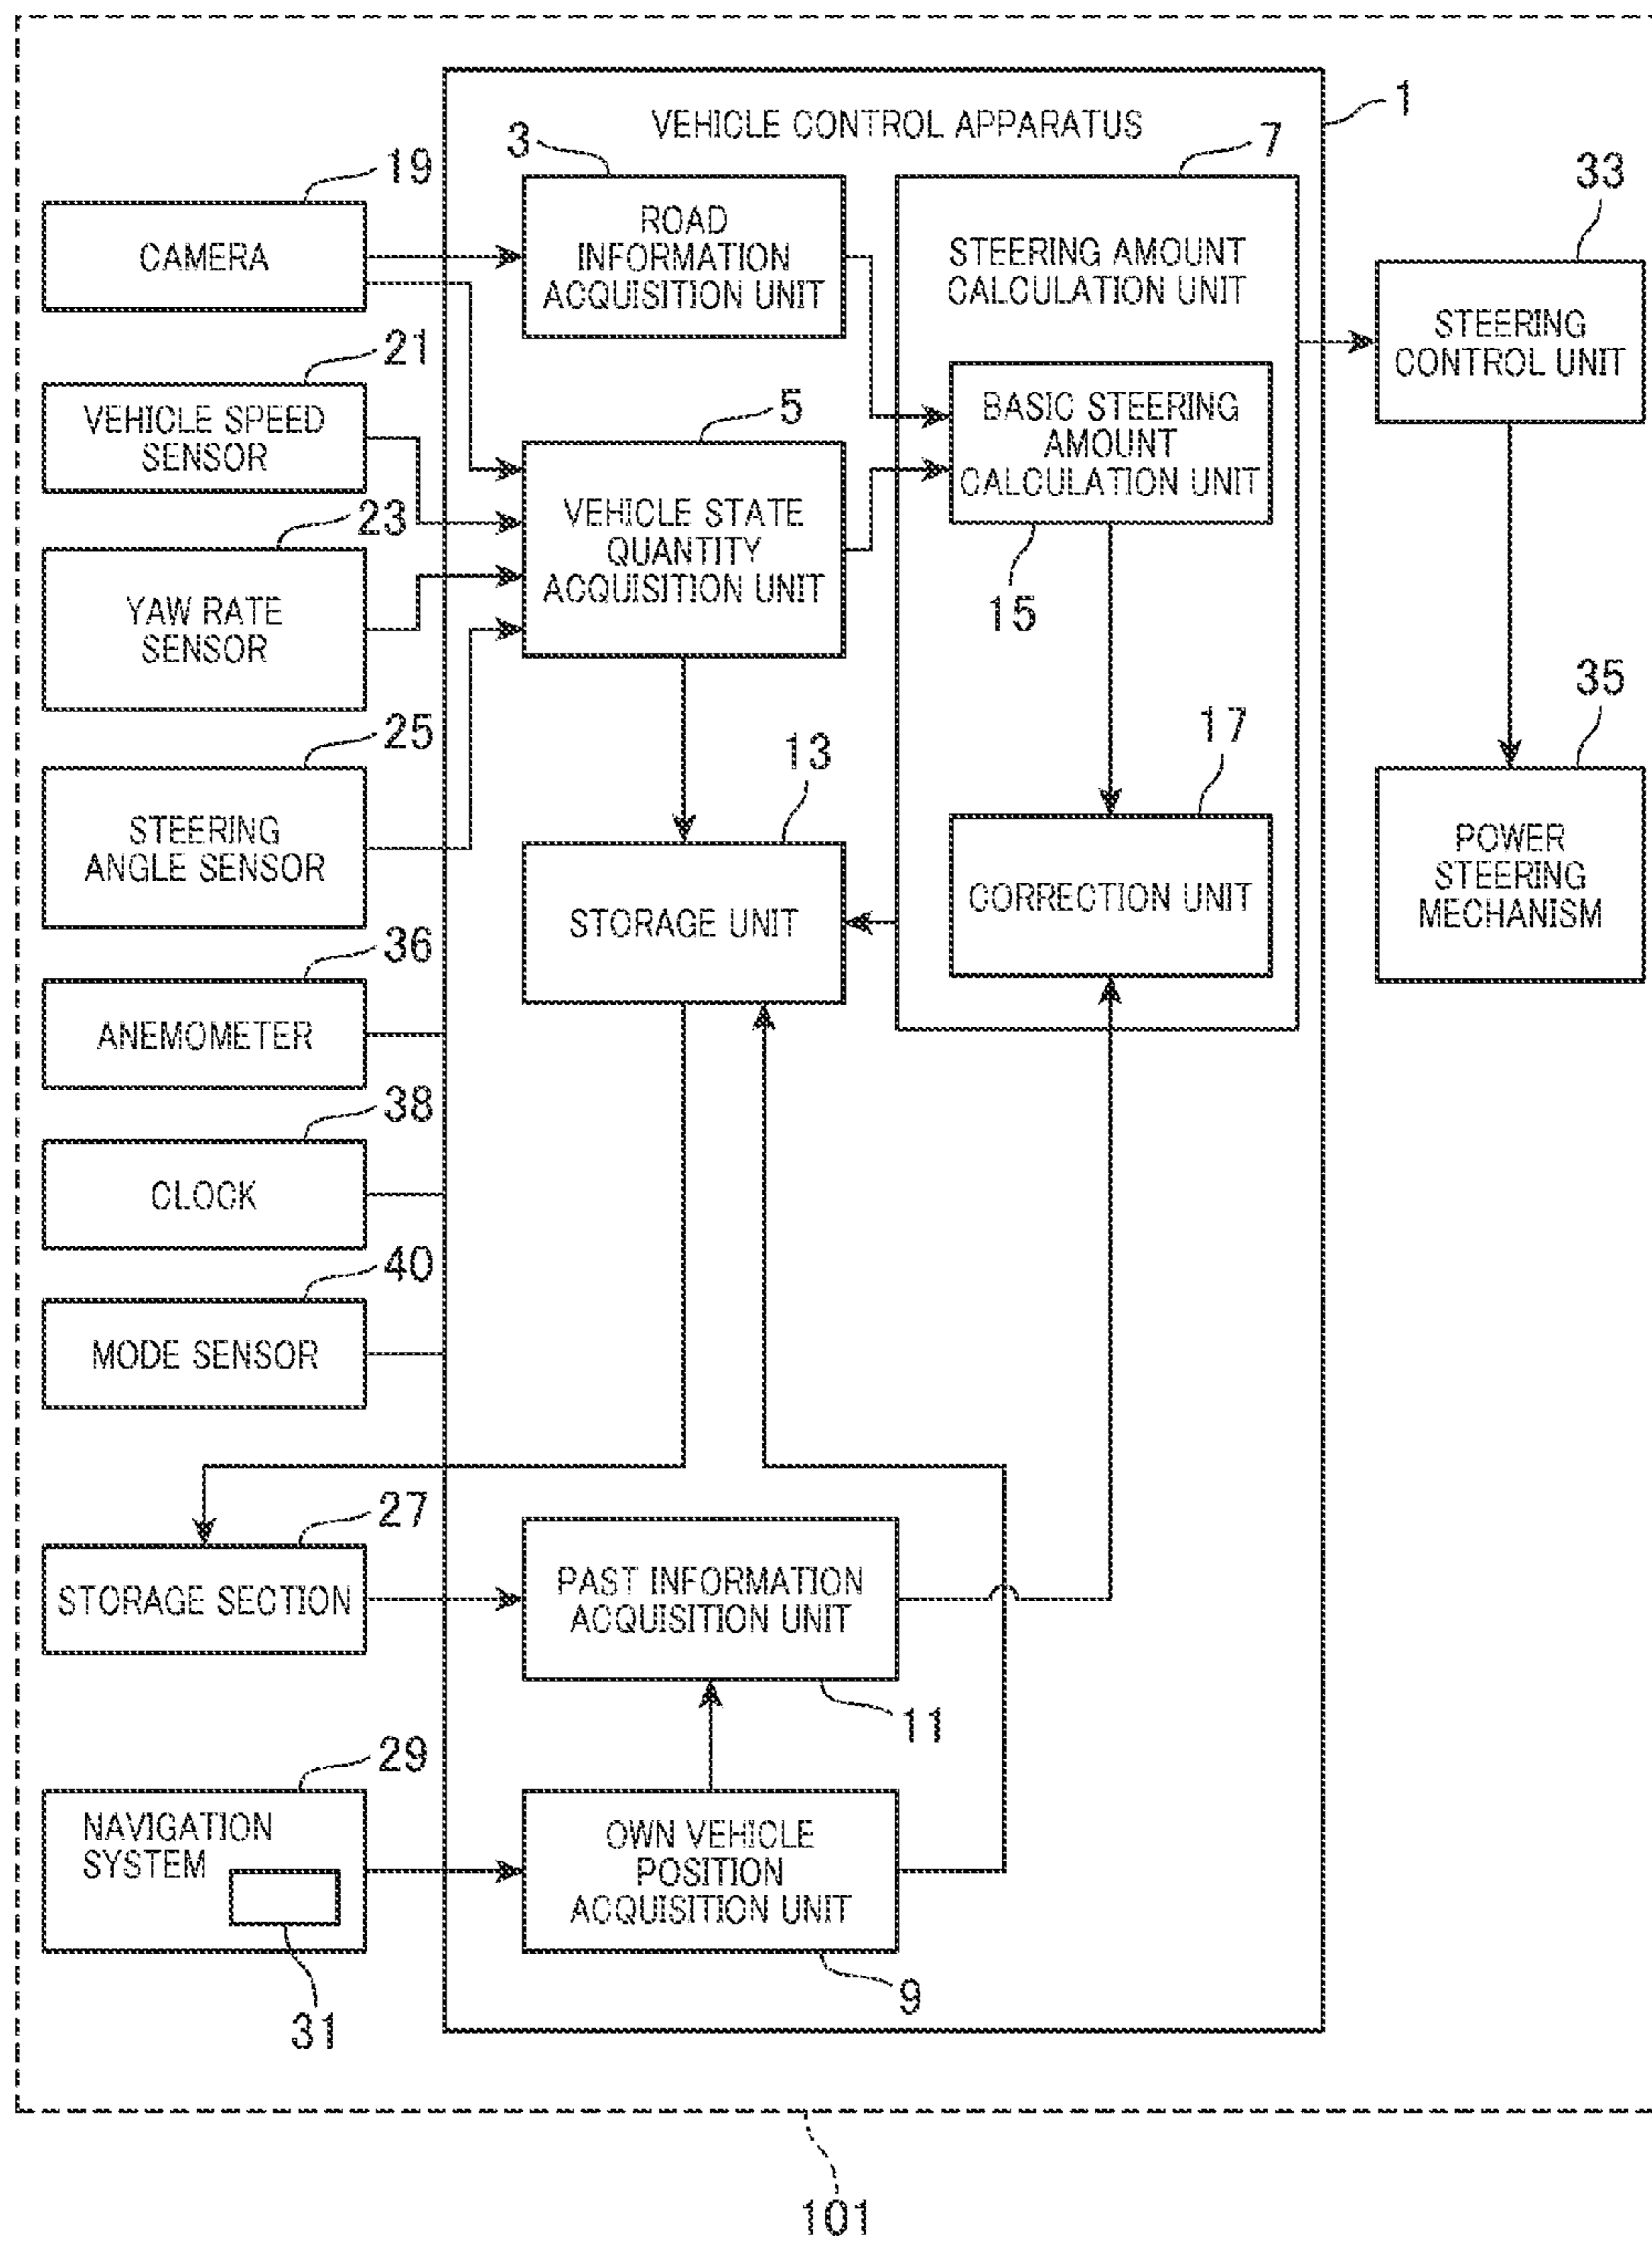 VEHICLE CONTROL APPARATUS
1
19
CAMERA
3
ROAD
INFORMATION
ACQUISITION UNIT
7
STEERING AMOUNT
CALCULATION UNIT
33
STEERING
CONTROL UNIT
21
VEHICLE SPEED
SENSOR
5
VEHICLE STATE
QUANTITY
ACQUISITION UNIT
BASIC STEERING
AMOUNT
CALCULATION UNIT
15
23
YAW RATE
SENSOR
25
STEERING
ANGLE SENSOR
13
STORAGE UNIT
17
CORRECTION UNIT
35
POWER
STEERING
MECHANISM
36
ANEMOMETER
38
CLOCK
40
MODE SENSOR
27
STORAGE SECTION
PAST INFORMATION
ACQUISITION UNIT
11
29
NAVIGATION
SYSTEM
31
OWN VEHICLE
POSITION
ACQUISITION UNIT
9
101